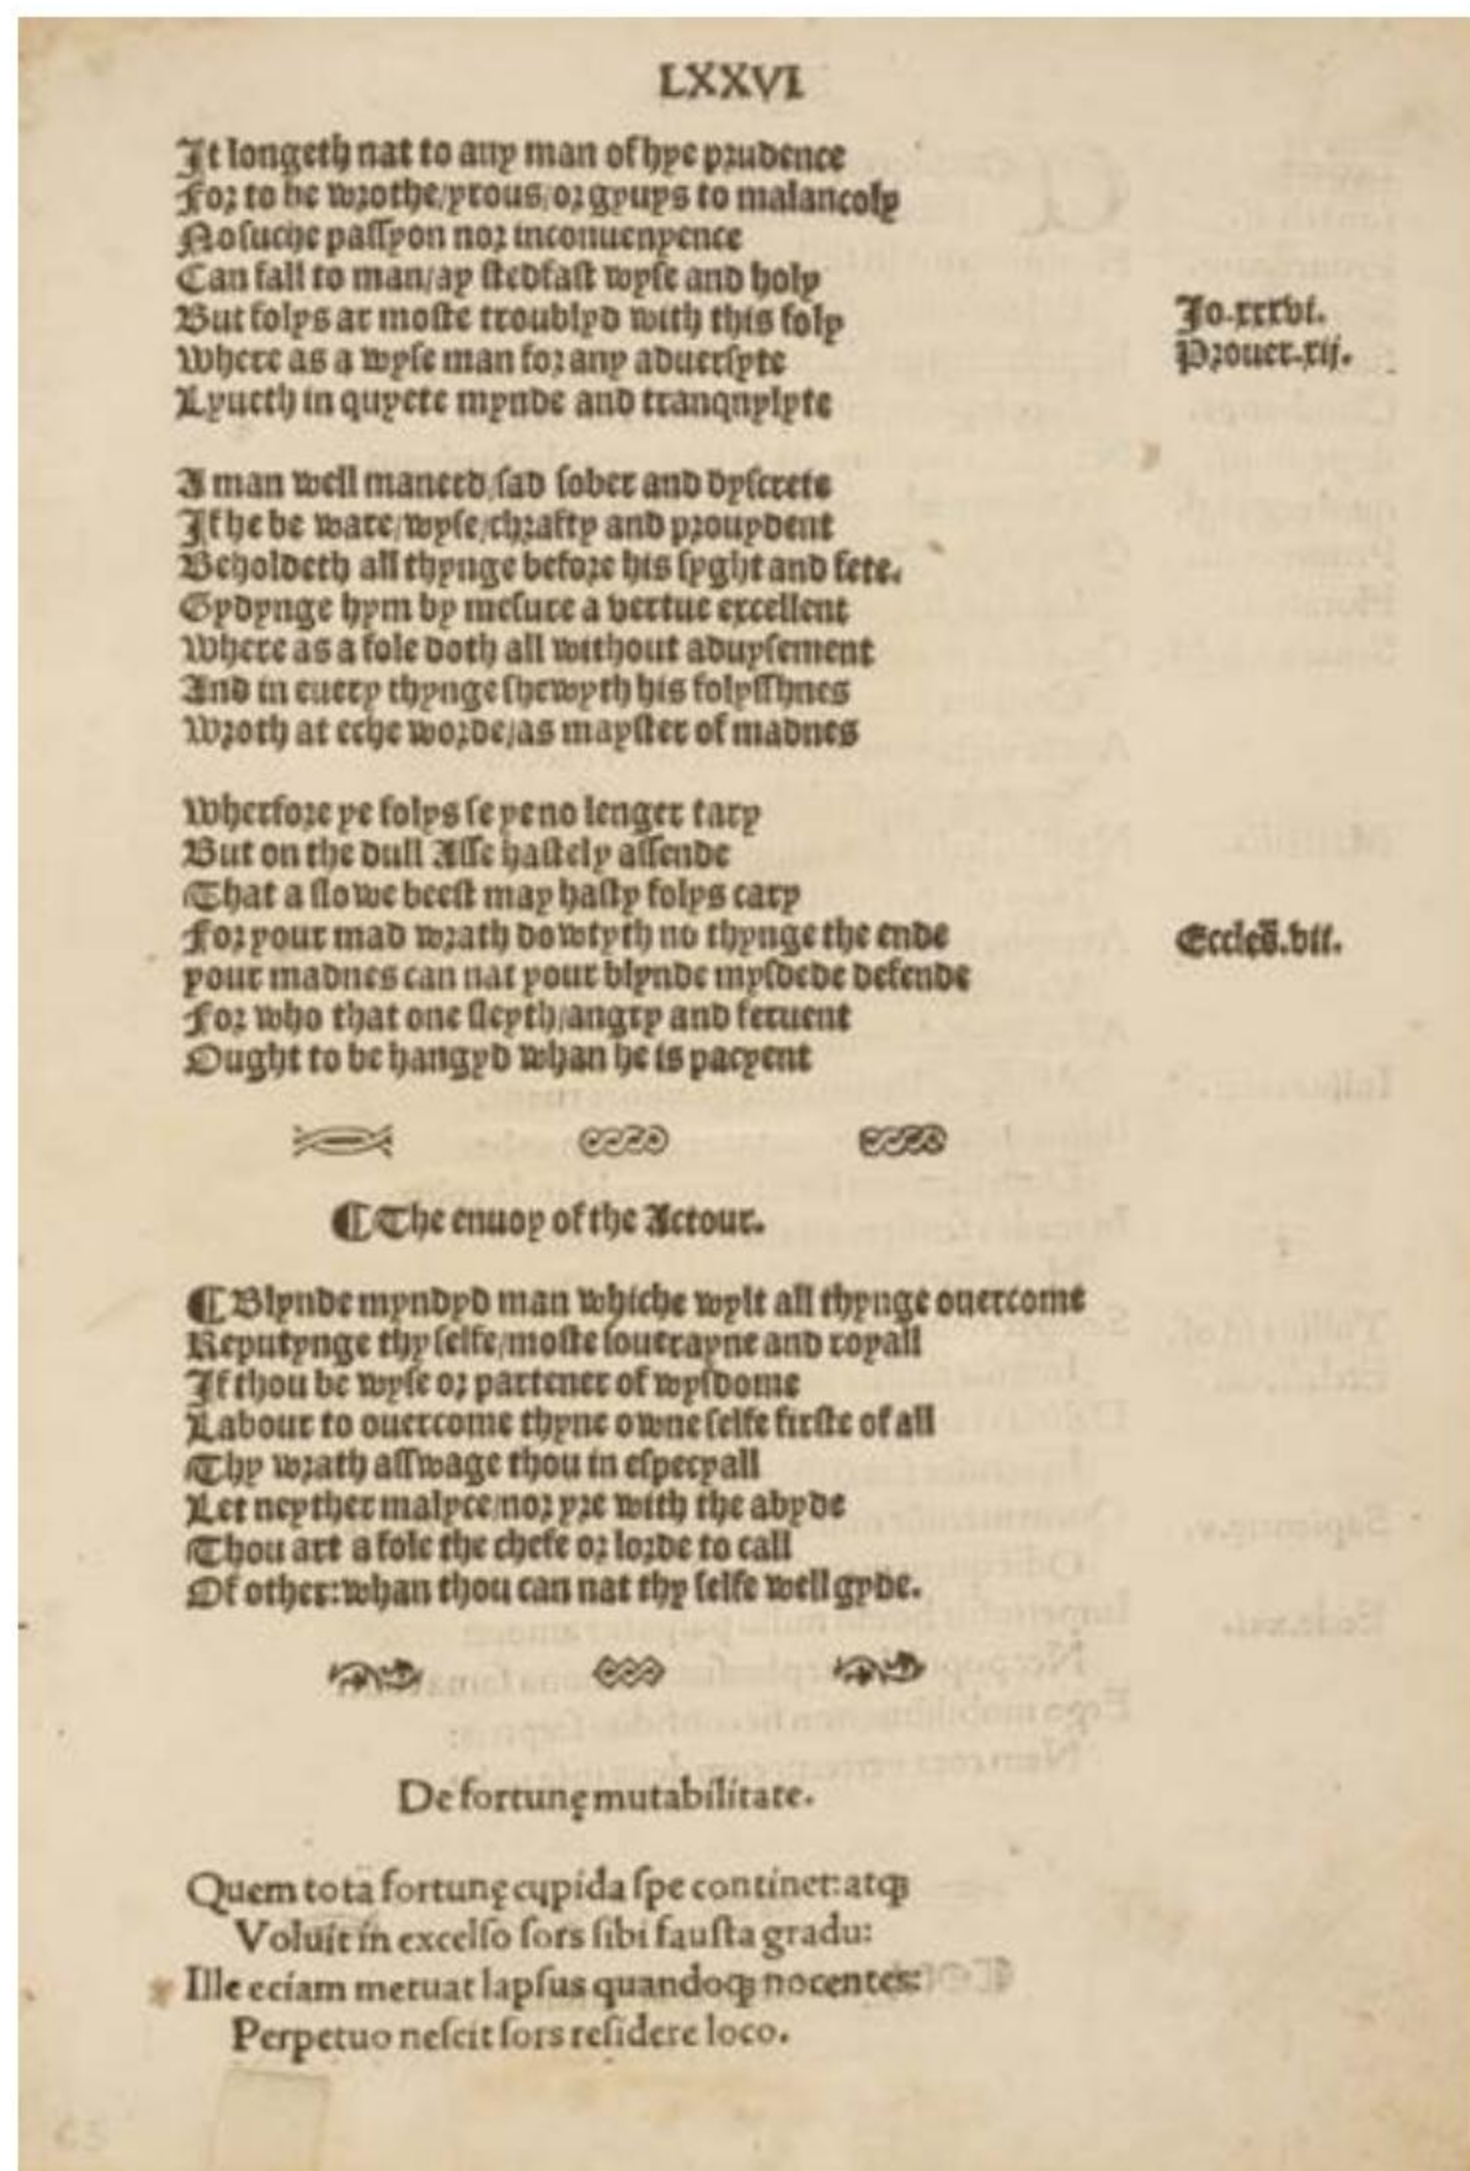 LXXVI
It longeth nat to any man of hye prudence
For to be wrothe/yrous/or gyuys to malancoly
No suche passyon nor inconuenyence
Can fall to man/ay stedfast wyse and holy
But folys ar moste troublyd with this foly
Jo.xxxvi.
Where as a wyse man for any aduersyte
Prouer.xij.
Lyueth in quyete mynde and tranqnylyte
A man well manerd/sad sober and dyscrete
If he be ware/wyse/chrafty and prouydent
Beholdeth all thynge before his syght and fete.
Gydynge hym by mesure a vertue excellent
Where as a fole doth all without aduysement
And in euery thynge shewyth his folysshnes
Wroth at eche worde/as mayster of madnes
Wherfore ye folys se ye no lenger tary
But on the dull Asse hastely assende
That a slowe beest may hasty folys cary
For your mad wrath dowtyth no thynge the ende
Eccleš.vii.
your madnes can nat your blynde mysdede defende
For who that one sleyth/angry and feruent
Ought to be hangyd whan he is pacyent
¶The enuoy of the Actour.
¶Blynde myndyd man whiche wylt all thynge ouercome
Reputynge thy selfe/moste souerayne and royall
If thou be wyse or partener of wysdome
Labour to ouercome thyne owne selfe firste of all
Thy wrath asswage thou in especyall
Let neyther malyce/nor yre with the abyde
Thou art a fole the chefe or lorde to call
Of other:whan thou can nat thy selfe well gyde.
De fortunę mutabilitate.
Quem tota fortunę cupida spe continet:atq;
Voluit in excelso sors sibi fausta gradu:
Ille eciam metuat lapsus quandoq; nocentes:
Perpetuo nescit sors residere loco.